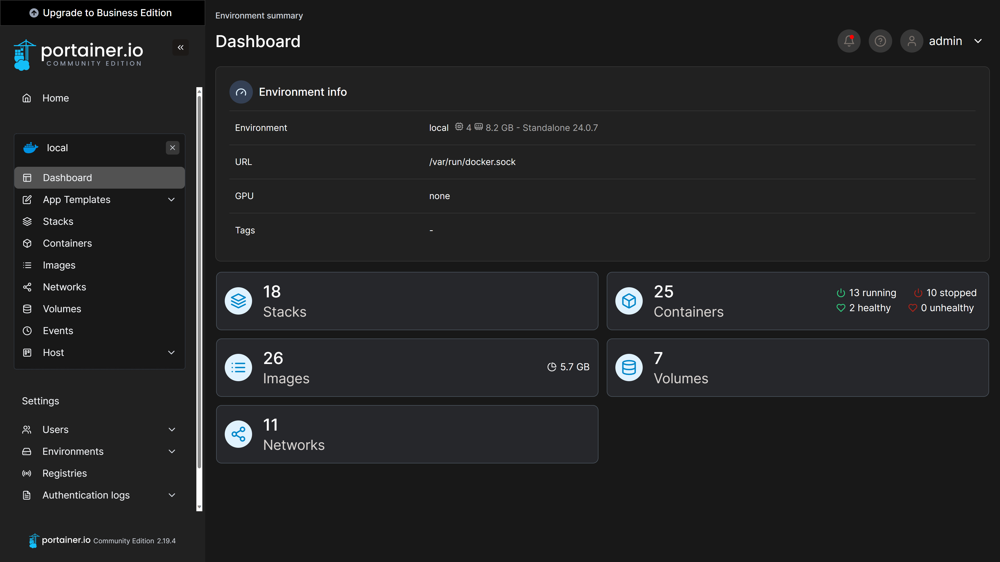 Upgrade to Business Edition
portainer.io
COMMUNITY EDITION
Home
local
Dashboard
App Templates
Stacks
Containers
Images
Networks
Volumes
Events
Host
Settings
Users
Environments
Registries
Authentication logs
portainer.io Community Edition 2.19.4
Environment summary
Dashboard
admin
Environment info
Environment local 4 8.2 GB - Standalone 24.0.7
URL /var/run/docker.sock
GPU none
Tags -
18
Stacks
25
Containers
13 running 10 stopped
2 healthy 0 unhealthy
26
Images
5.7 GB
7
Volumes
11
Networks